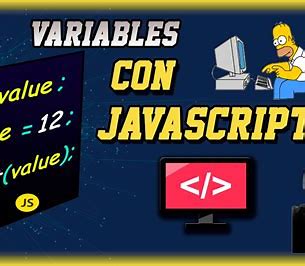 VARIABLES
CON
JAVASCRIPT
value;
= 12;
(value);
JS
</>